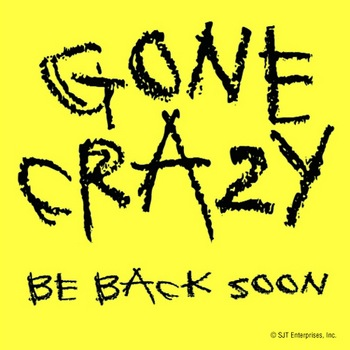 GONE
CRAZY
BE BACK SOON
© SJT Enterprises, Inc.